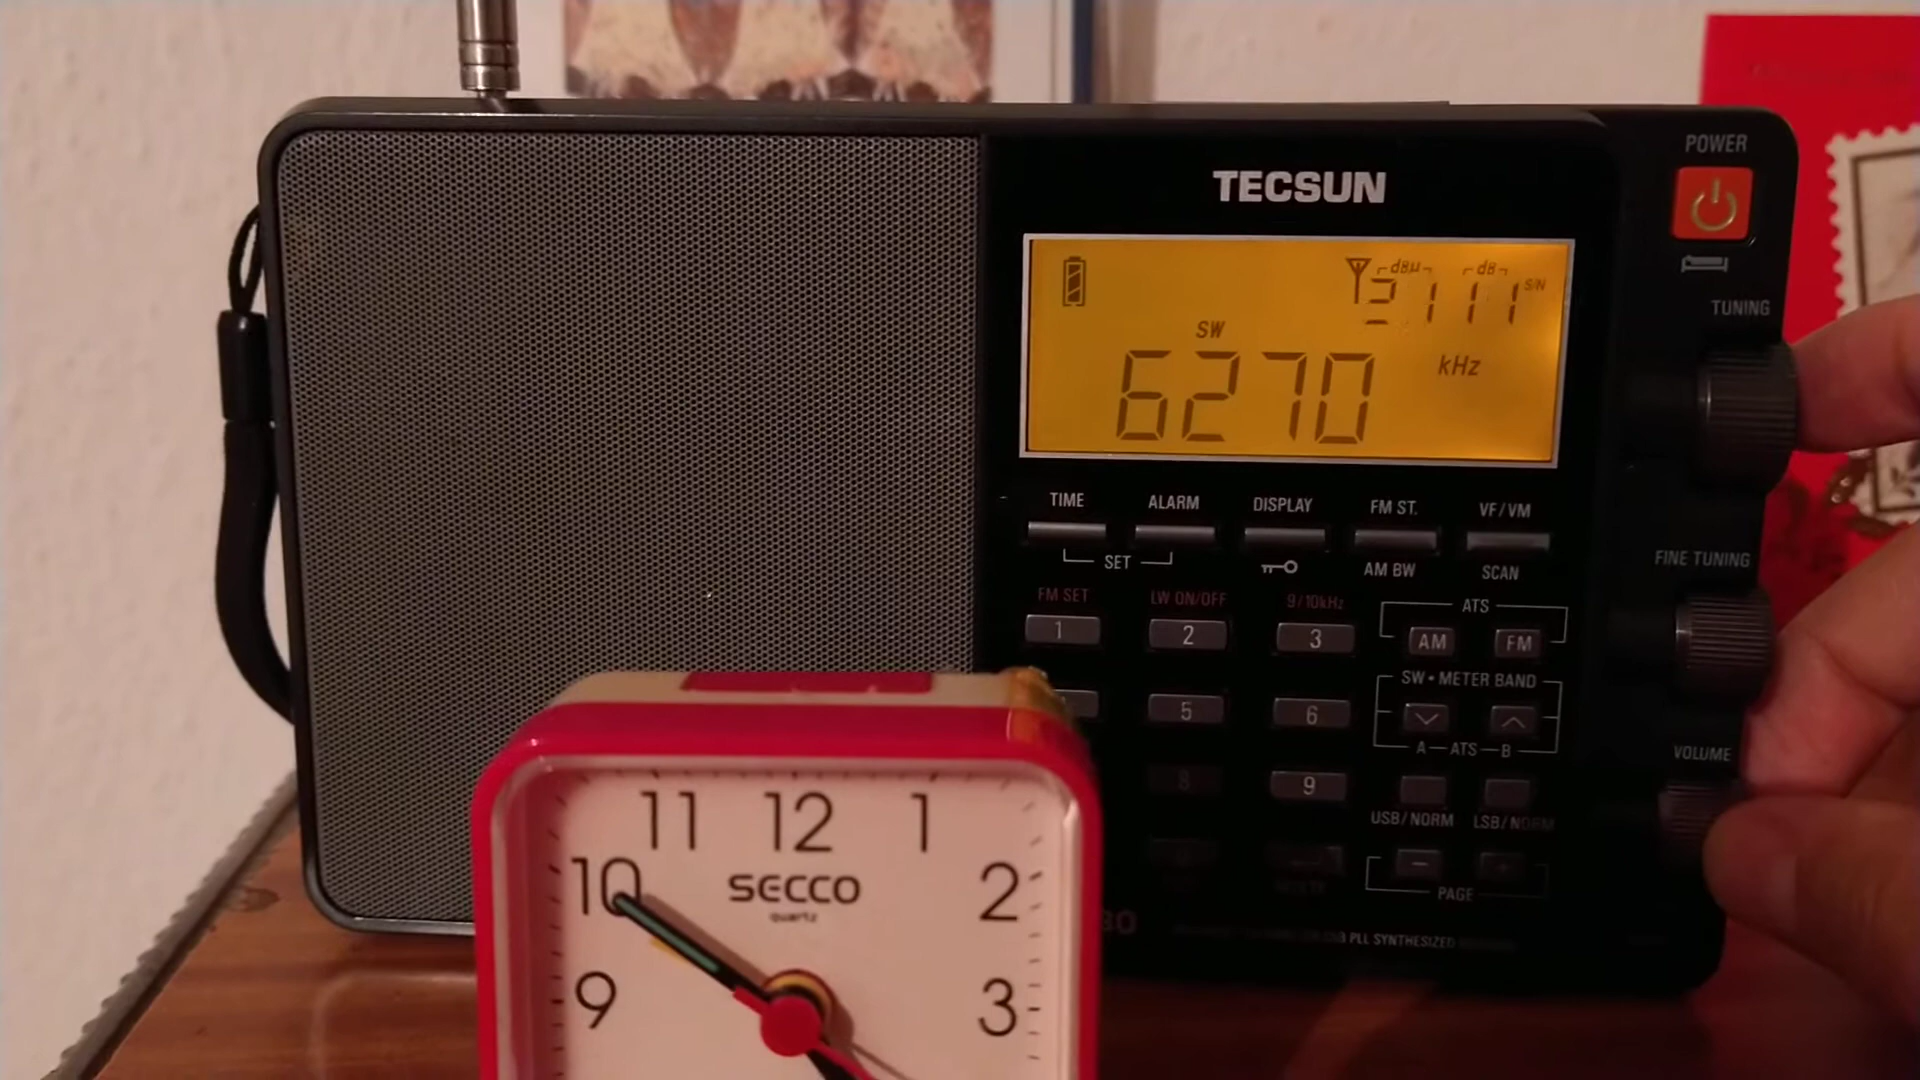 POWER
TECSUN
dBµ dB
21 11 S/N
TUNING
SW
6270 kHz
TIME ALARM DISPLAY FM ST. VF/VM
SET AM BW SCAN
FINE TUNING
FM SET LW ON/OFF 9/10kHz ATS
1 2 3 AM FM
SW•METER BAND
5 6
A ATS B
VOLUME
8 9
USB/NORM LSB/NORM
PAGE
PLL SYNTHESIZED
11 12 1
10 2
SECCO
quartz
9 3